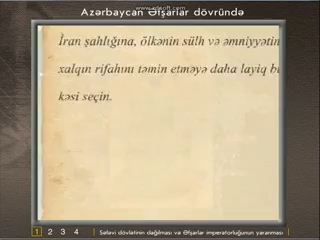 Azərbaycan Əfşarlar dövründə
İran şahlığına, ölkənin sülh və əmniyyətin
xalqın rifahını təmin etməyə daha layiq bi
kəsi seçin.
1 2 3 4 Səfəvi dövlətinin dağılması və Əfşarlar imperatorluğunun yaranması